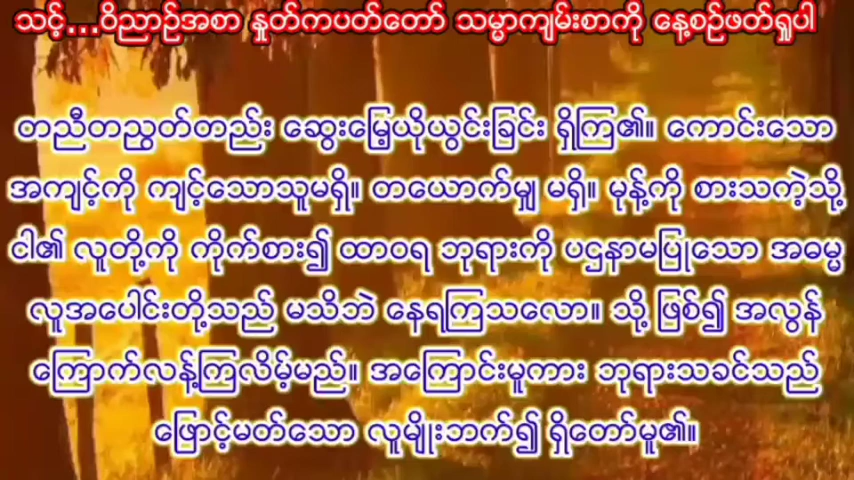 သင့်...ဝိညာဉ်အစာ နှုတ်ကပတ်တော် သမ္မာကျမ်းစာကို နေ့စဉ်ဖတ်ရှုပါ
တညီတညွတ်တည်း ဆွေးမြွေ့ယိုယွင်းခြင်း ရှိကြ၏။ ကောင်းသော
အကျင့်ကို ကျင့်သောသူမရှိ။ တယောက်မျှ မရှိ။ မုန့်ကို စားသကဲ့သို့
ငါ၏ လူတို့ကို ကိုက်စား၍ ထာဝရ ဘုရားကို ပဌနာမပြုသော အဓမ္မ
လူအပေါင်းတို့သည် မသိဘဲ နေရကြသလော။ သို့ ဖြစ်၍ အလွန်
ကြောက်လန့်ကြလိမ့်မည်။ အကြောင်းမူကား ဘုရားသခင်သည်
ဖြောင့်မတ်သော လူမျိုးဘက်၍ ရှိတော်မူ၏။